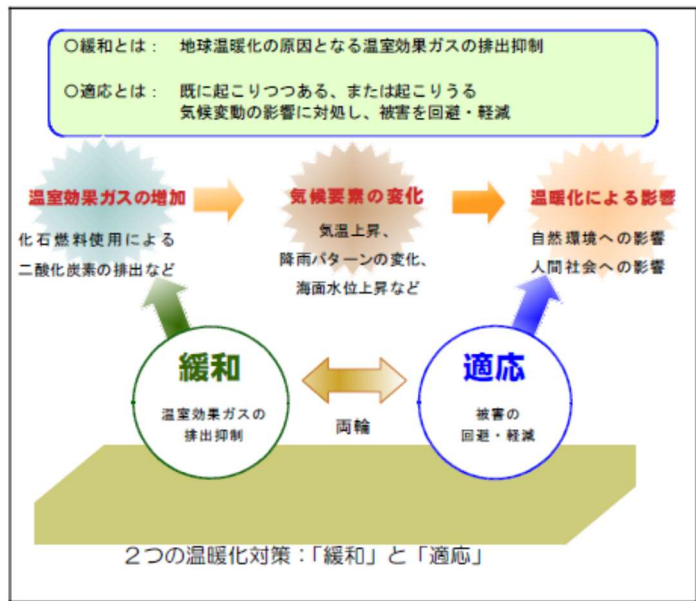 ○緩和とは： 地球温暖化の原因となる温室効果ガスの排出抑制
○適応とは： 既に起こりつつある、または起こりうる
気候変動の影響に対処し、被害を回避・軽減
温室効果ガスの増加
化石燃料使用による
二酸化炭素の排出など
気候要素の変化
気温上昇、
降雨パターンの変化、
海面水位上昇など
温暖化による影響
自然環境への影響
人間社会への影響
緩和
温室効果ガスの
排出抑制
両輪
適応
被害の
回避・軽減
２つの温暖化対策：「緩和」と「適応」